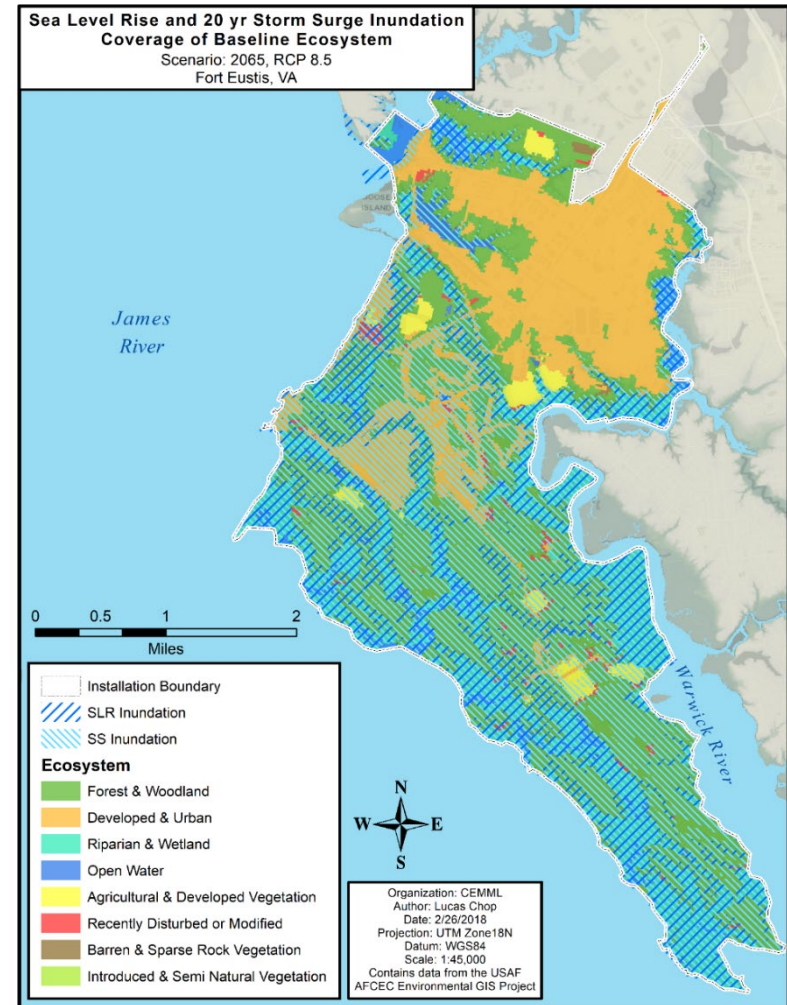 Sea Level Rise and 20 yr Storm Surge Inundation
Coverage of Baseline Ecosystem
Scenario: 2065, RCP 8.5
Fort Eustis, VA
GOOSE
ISLAND
James
River
0 0.5 1 2
Miles
Warwick River
Installation Boundary
SLR Inundation
SS Inundation
Ecosystem
Forest & Woodland
Developed & Urban
Riparian & Wetland
Open Water
Agricultural & Developed Vegetation
Recently Disturbed or Modified
Barren & Sparse Rock Vegetation
Introduced & Semi Natural Vegetation
N
W E
S
Organization: CEMML
Author: Lucas Chop
Date: 2/26/2018
Projection: UTM Zone18N
Datum: WGS84
Scale: 1:45,000
Contains data from the USAF
AFCEC Environmental GIS Project